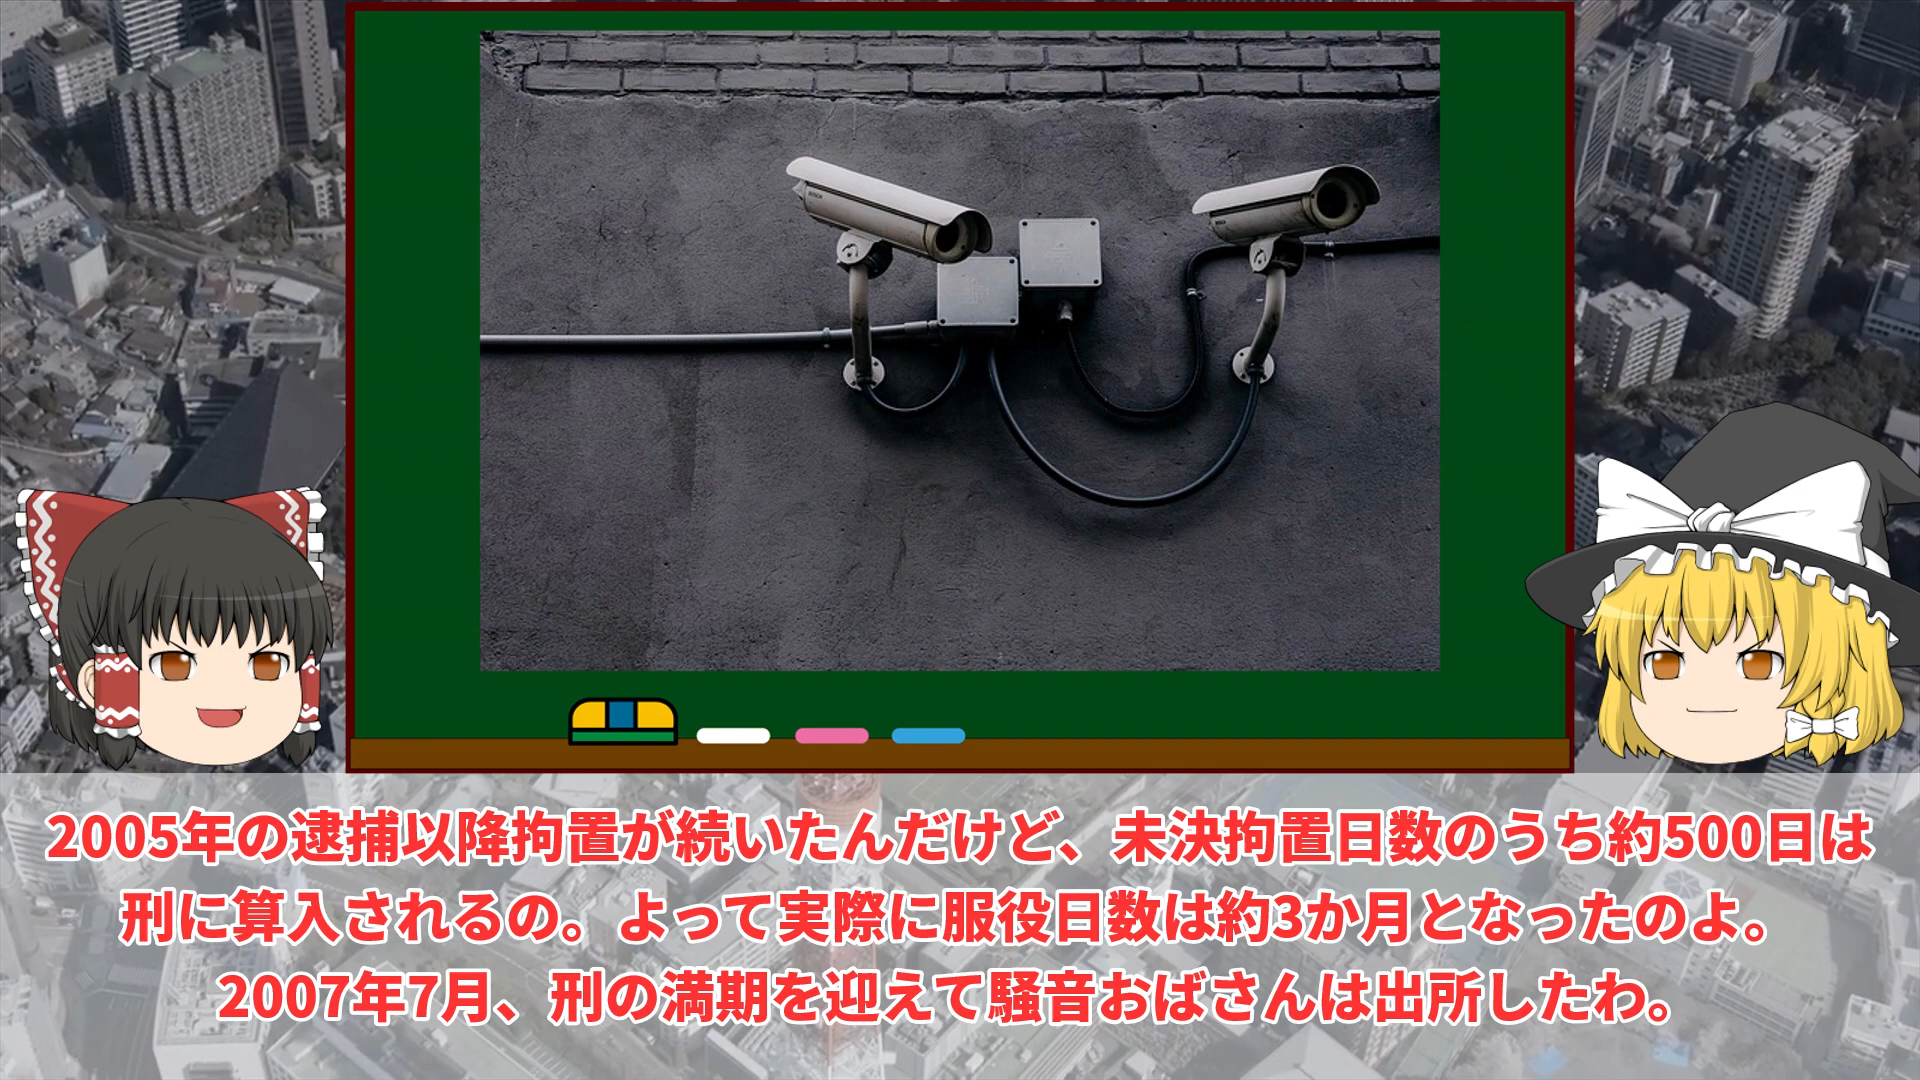 2005年の逮捕以降拘置が続いたんだけど、未決拘置日数のうち約500日は
刑に算入されるの。よって実際に服役日数は約3か月となったのよ。
2007年7月、刑の満期を迎えて騒音おばさんは出所したわ。